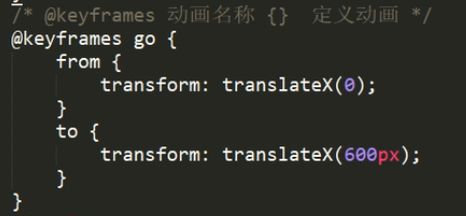 /* @keyframes 动画名称 {}  定义动画 */
@keyframes go {
    from {
        transform: translateX(0);
    }
    to {
        transform: translateX(600px);
    }
}